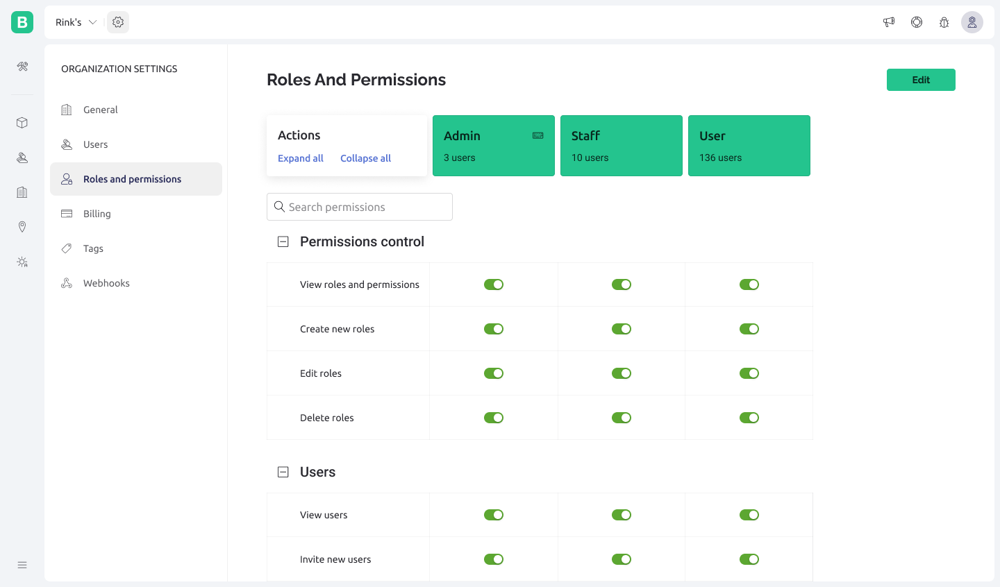 B
Rink's
ORGANIZATION SETTINGS
General
Users
Roles and permissions
Billing
Tags
Webhooks
Roles And Permissions
Edit
Actions
Expand all Collapse all
Admin
3 users
Staff
10 users
User
136 users
Search permissions
Permissions control
View roles and permissions
Create new roles
Edit roles
Delete roles
Users
View users
Invite new users